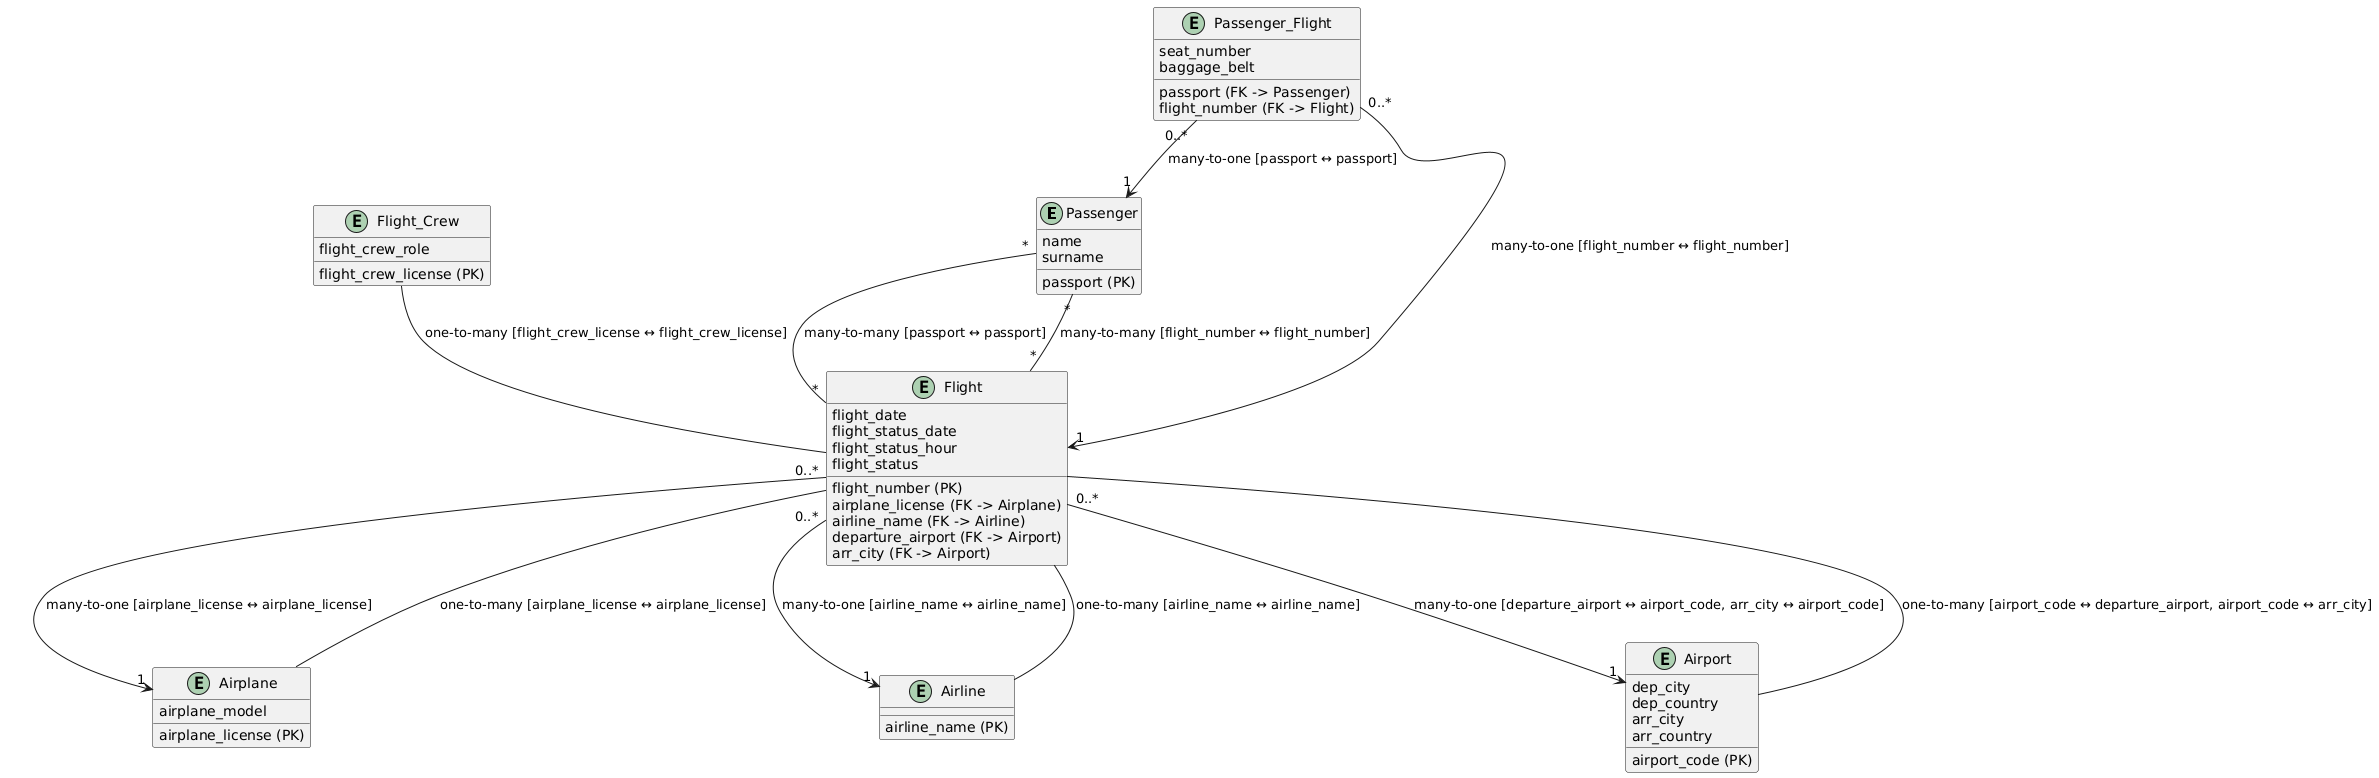 E Passenger_Flight
seat_number
baggage_belt
passport (FK -> Passenger)
flight_number (FK -> Flight)
0..*
0..*
many-to-one [passport ↔ passport]
1
E Passenger
name
surname
passport (PK)
E Flight_Crew
flight_crew_role
flight_crew_license (PK)
*
many-to-one [flight_number ↔ flight_number]
*
one-to-many [flight_crew_license ↔ flight_crew_license]
many-to-many [passport ↔ passport]
many-to-many [flight_number ↔ flight_number]
*
*
E Flight
flight_date
flight_status_date
flight_status_hour
flight_status
flight_number (PK)
airplane_license (FK -> Airplane)
airline_name (FK -> Airline)
departure_airport (FK -> Airport)
arr_city (FK -> Airport)
1
0..*
0..*
0..*
many-to-one [airplane_license ↔ airplane_license]
one-to-many [airplane_license ↔ airplane_license]
many-to-one [airline_name ↔ airline_name]
one-to-many [airline_name ↔ airline_name]
many-to-one [departure_airport ↔ airport_code, arr_city ↔ airport_code]
one-to-many [airport_code ↔ departure_airport, airport_code ↔ arr_city]
1
E Airplane
airplane_model
airplane_license (PK)
1
E Airline
airline_name (PK)
1
E Airport
dep_city
dep_country
arr_city
arr_country
airport_code (PK)